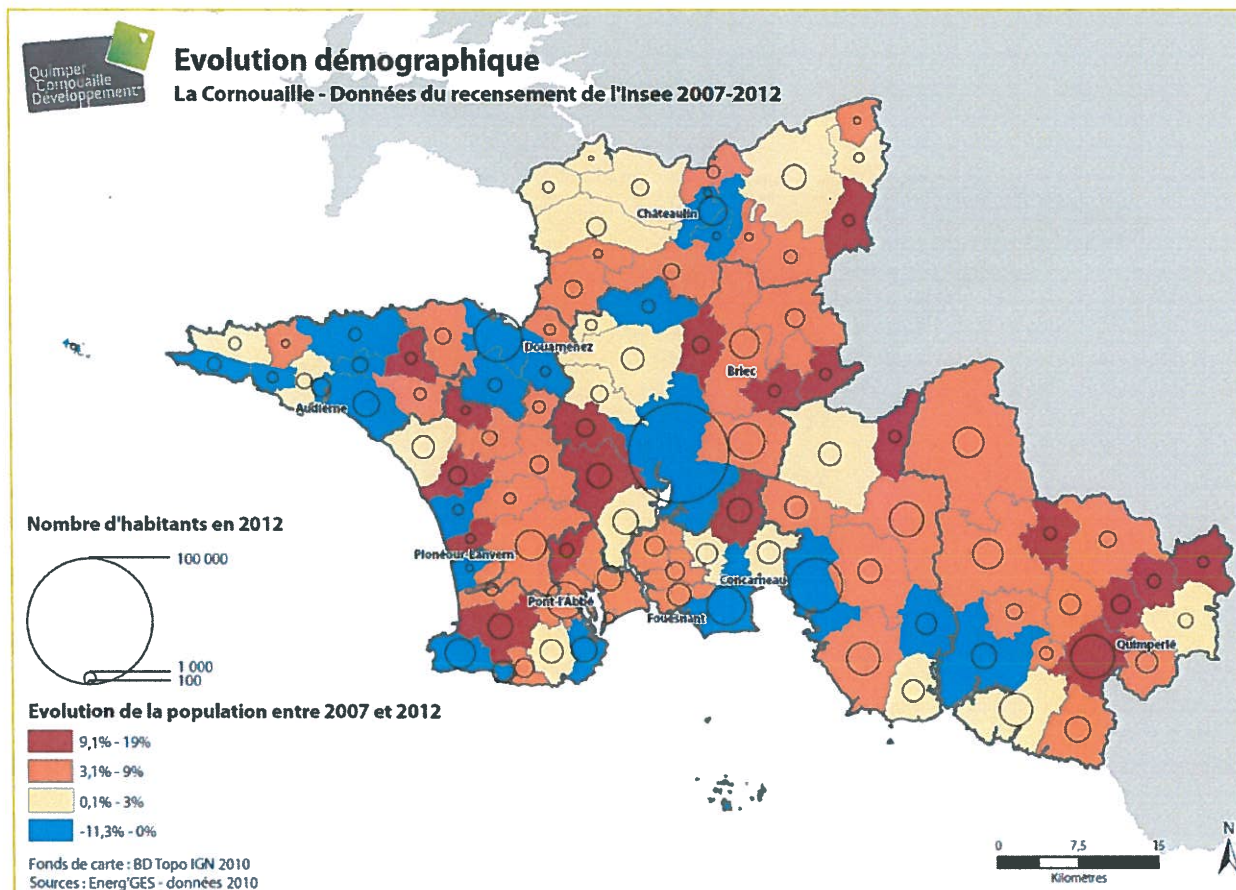 Quimper
Cornouaille
Développement
Evolution démographique
La Cornouaille - Données du recensement de l'Insee 2007-2012
Châteaulin
Douarnenez
Briec
Audierne
Plonéour-Lanvern
Pont-l'Abbé
Concarneau
Fouesnant
Quimperlé
Nombre d'habitants en 2012
100 000
1 000
100
Evolution de la population entre 2007 et 2012
9,1% - 19%
3,1% - 9%
0,1% - 3%
-11,3% - 0%
Fonds de carte : BD Topo IGN 2010
Sources : Energ'GES - données 2010
0 7,5 15
Kilomètres
N